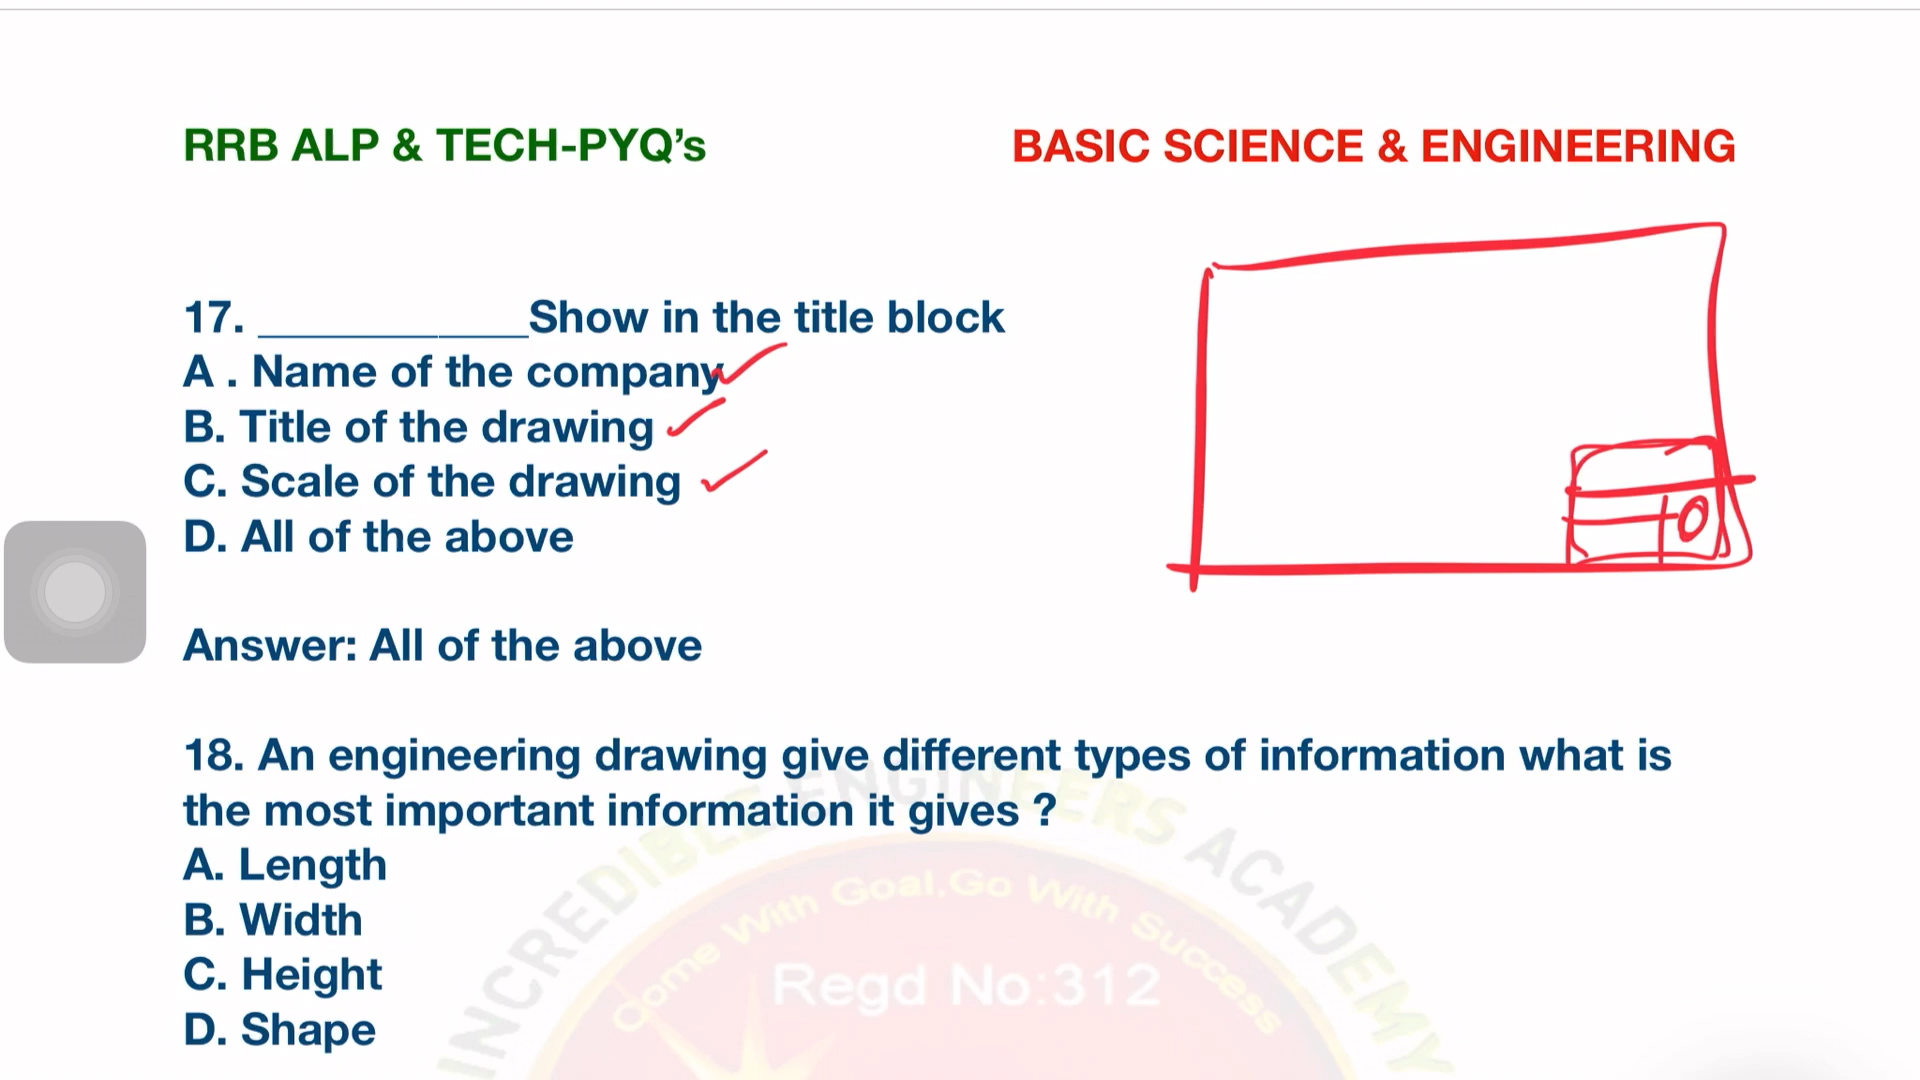 RRB ALP & TECH-PYQ’s
BASIC SCIENCE & ENGINEERING
17. ____________Show in the title block
A . Name of the company
B. Title of the drawing
C. Scale of the drawing
D. All of the above
Answer: All of the above
18. An engineering drawing give different types of information what is
the most important information it gives ?
A. Length
B. Width
C. Height
D. Shape
INCREDIBLE ENGINEERS ACADEMY
Come With Goal.Go With Success
Regd No:312